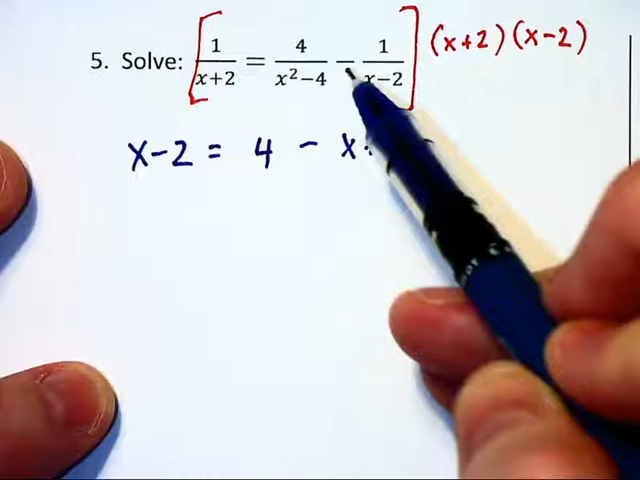 5. Solve: [ 1/(x+2) = 4/(x²−4) − 1/(x−2) ] (x+2)(x-2)
x-2 = 4 - x